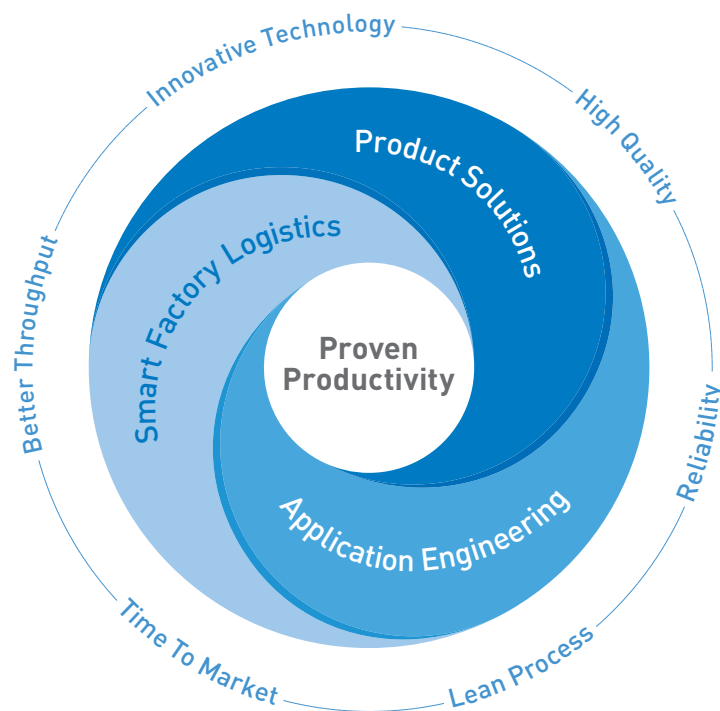 Innovative Technology
High Quality
Product Solutions
Smart Factory Logistics
Proven
Productivity
Better Throughput
Reliability
Application Engineering
Time To Market
Lean Process